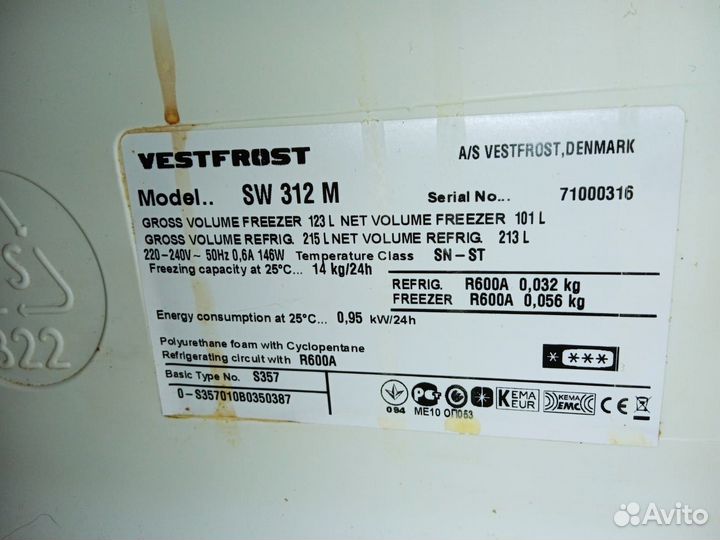 VESTFROST A/S VESTFROST,DENMARK
Model.. SW 312 M Serial No... 71000316
GROSS VOLUME FREEZER 123 L NET VOLUME FREEZER 101 L
GROSS VOLUME REFRIG. 215 L NET VOLUME REFRIG. 213 L
220-240V~ 50Hz 0,6A 146W Temperature Class SN-ST
Freezing capacity at 25°C... 14 kg/24h
REFRIG. R600A 0,032 kg
FREEZER R600A 0,056 kg
Energy consumption at 25°C... 0,95 kW/24h
Polyurethane foam with Cyclopentane
Refrigerating circuit with R600A
* ****
Basic Type No. S357
0-S357010B0350387
094 ME10 ОП063 KEMA EUR KEMA EMC CE
S
322
Avito